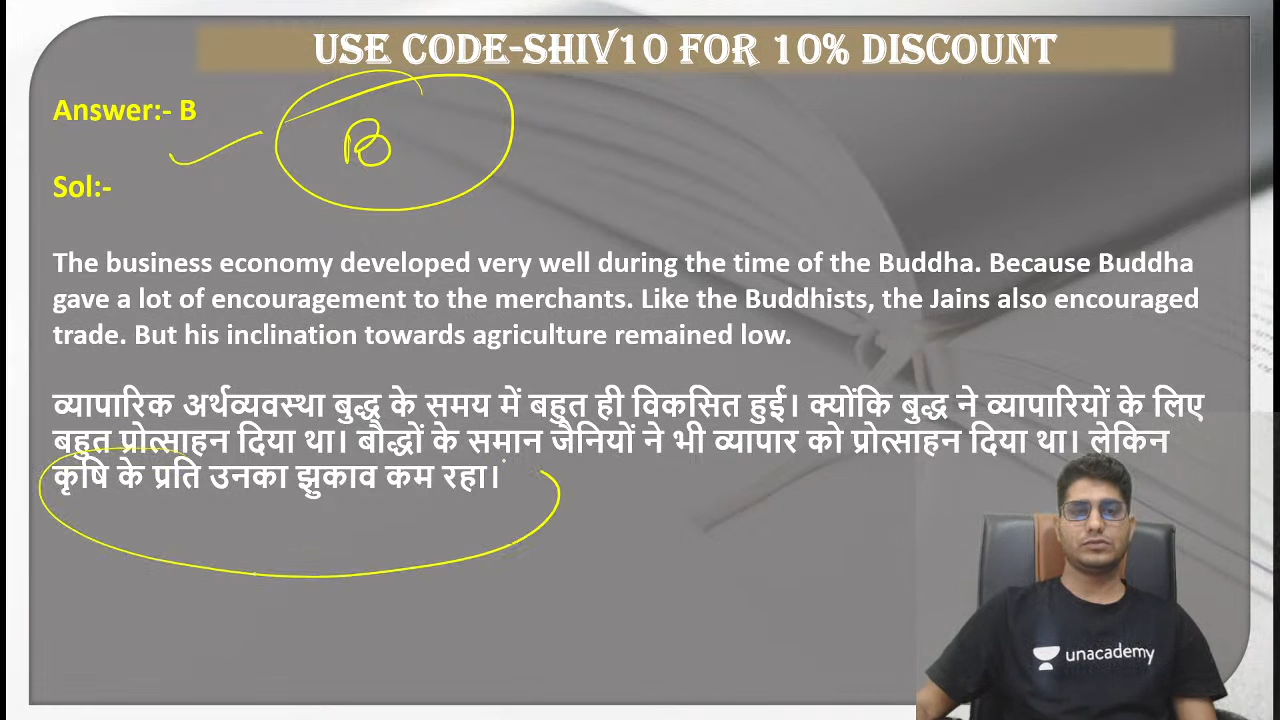 USE CODE-SHIV10 FOR 10% DISCOUNT
Answer:- B
B
Sol:-
The business economy developed very well during the time of the Buddha. Because Buddha
gave a lot of encouragement to the merchants. Like the Buddhists, the Jains also encouraged
trade. But his inclination towards agriculture remained low.
व्यापारिक अर्थव्यवस्था बुद्ध के समय में बहुत ही विकसित हुई। क्योंकि बुद्ध ने व्यापारियों के लिए
बहुत प्रोत्साहन दिया था। बौद्धों के समान जैनियों ने भी व्यापार को प्रोत्साहन दिया था। लेकिन
कृषि के प्रति उनका झुकाव कम रहा।
unacademy